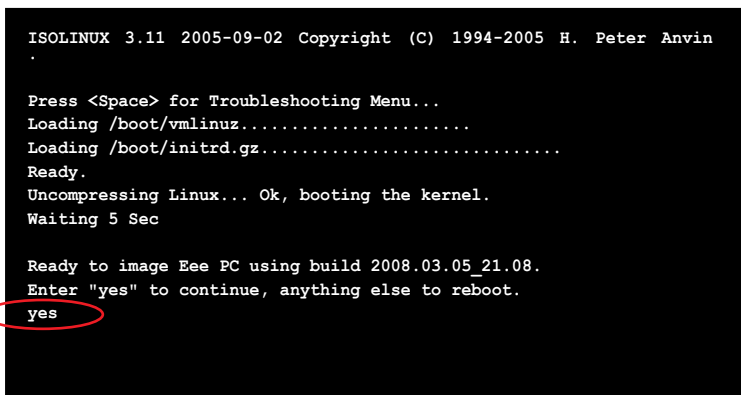 ISOLINUX 3.11 2005-09-02 Copyright (C) 1994-2005 H. Peter Anvin
.
Press <Space> for Troubleshooting Menu...
Loading /boot/vmlinuz.......................
Loading /boot/initrd.gz..............................
Ready.
Uncompressing Linux... Ok, booting the kernel.
Waiting 5 Sec
Ready to image Eee PC using build 2008.03.05_21.08.
Enter "yes" to continue, anything else to reboot.
yes